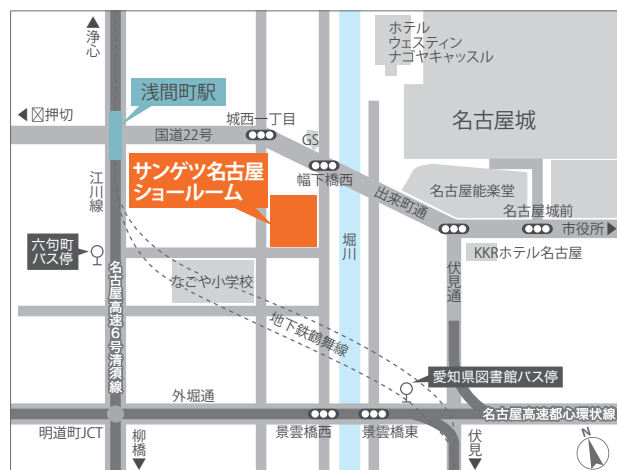 浄心
ホテル
ウェスティン
ナゴヤキャッスル
浅間町駅
押切
城西一丁目
国道22号
GS
名古屋城
サンゲツ名古屋
ショールーム
幅下橋西
江川線
出来町通
名古屋能楽堂
名古屋城前
市役所
堀川
六句町
バス停
KKRホテル名古屋
伏見通
なごや小学校
名古屋高速6号清須線
地下鉄鶴舞線
愛知県図書館バス停
外堀通
名古屋高速都心環状線
明道町JCT
柳橋
景雲橋西
景雲橋東
伏見
N